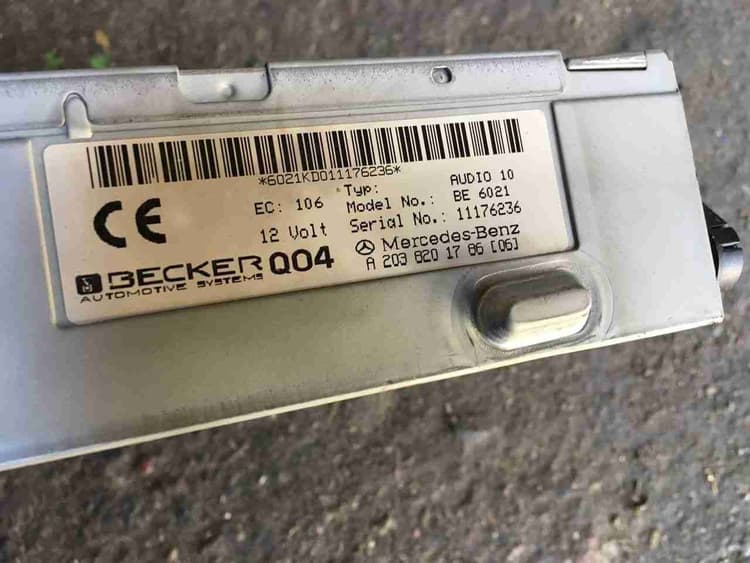 *6021KD011176236*
CE
EC: 106
Typ: AUDIO 10
Model No.: BE 6021
12 Volt
Serial No.: 11176236
BECKER
AUTOMOTIVE SYSTEMS
Q04
Mercedes-Benz
A 203 820 17 86 [06]